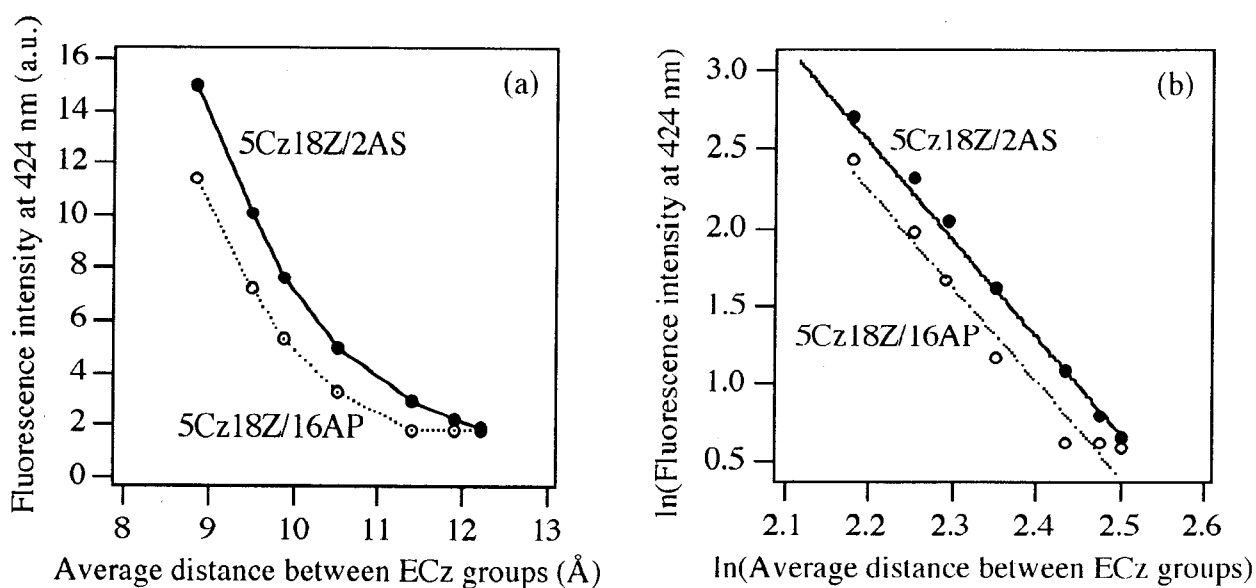 Fluorescence intensity at 424 nm (a.u.)
16
14
12
10
8
6
4
2
0
(a)
5Cz18Z/2AS
5Cz18Z/16AP
8 9 10 11 12 13
Average distance between ECz groups (Å)
ln(Fluorescence intensity at 424 nm)
3.0
2.5
2.0
1.5
1.0
0.5
(b)
5Cz18Z/2AS
5Cz18Z/16AP
2.1 2.2 2.3 2.4 2.5 2.6
ln(Average distance between ECz groups)